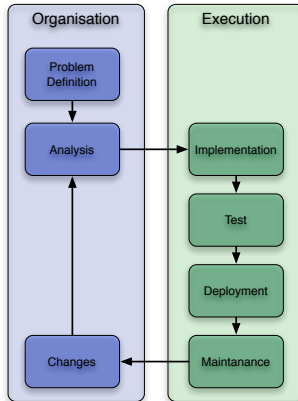 Organisation
Problem
Definition
Analysis
Changes
Execution
Implementation
Test
Deployment
Maintanance